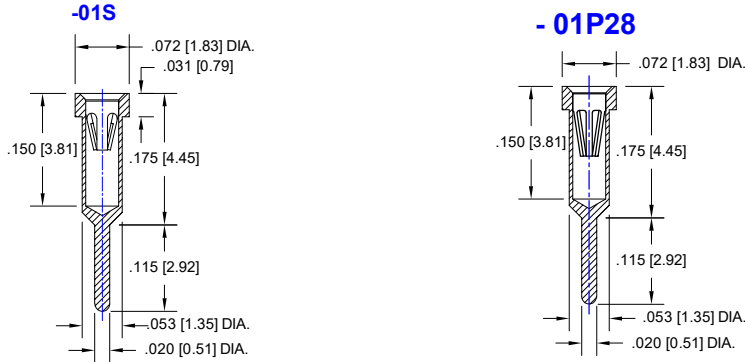 -01S
.072 [1.83] DIA.
.031 [0.79]
.150 [3.81]
.175 [4.45]
.115 [2.92]
.053 [1.35] DIA.
.020 [0.51] DIA.
- 01P28
.072 [1.83] DIA.
.150 [3.81]
.175 [4.45]
.115 [2.92]
.053 [1.35] DIA.
.020 [0.51] DIA.